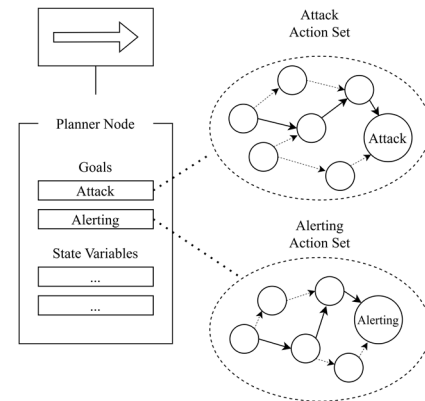 Attack
Action Set
Planner Node
Goals
Attack
Alerting
State Variables
...
...
Attack
Alerting
Action Set
Alerting